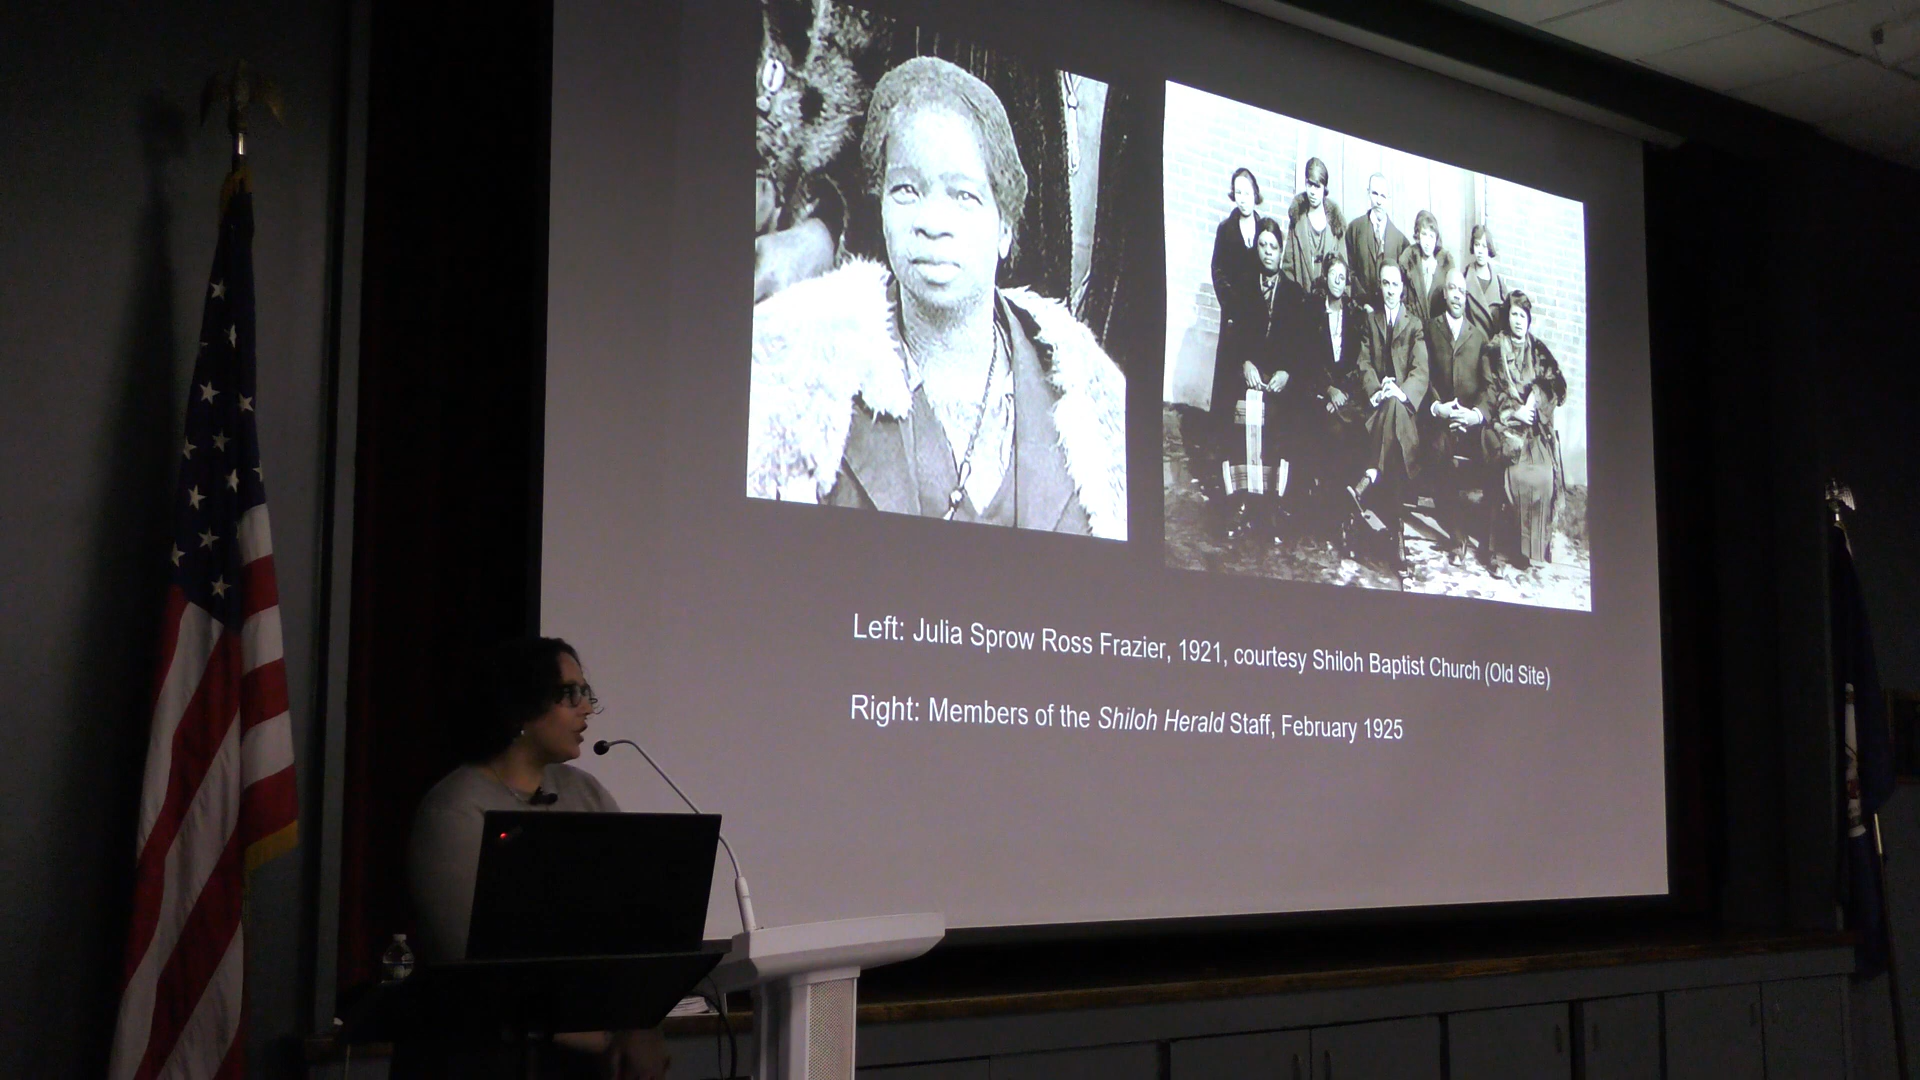 Left: Julia Sprow Ross Frazier, 1921, courtesy Shiloh Baptist Church (Old Site)
Right: Members of the Shiloh Herald Staff, February 1925